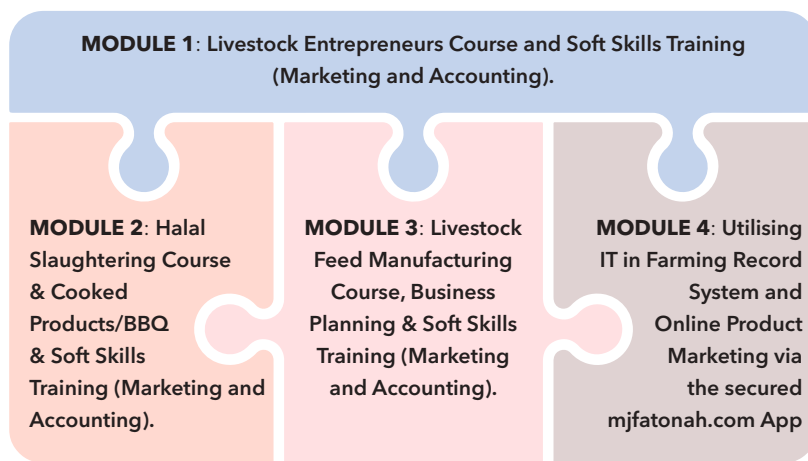 MODULE 1: Livestock Entrepreneurs Course and Soft Skills Training
(Marketing and Accounting).
MODULE 2: Halal
Slaughtering Course
& Cooked
Products/BBQ
& Soft Skills
Training (Marketing and
Accounting).
MODULE 3: Livestock
Feed Manufacturing
Course, Business
Planning & Soft Skills
Training (Marketing
and Accounting).
MODULE 4: Utilising
IT in Farming Record
System and
Online Product
Marketing via
the secured
mjfatonah.com App